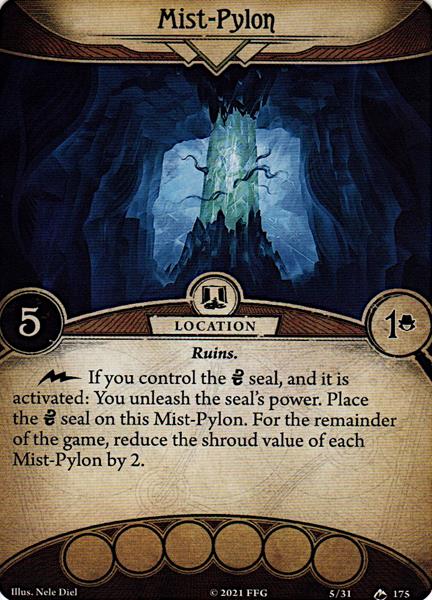 Mist-Pylon
5
LOCATION
1
Ruins.
If you control the seal, and it is
activated: You unleash the seal's power. Place
the seal on this Mist-Pylon. For the remainder
of the game, reduce the shroud value of each
Mist-Pylon by 2.
Illus. Nele Diel © 2021 FFG 5/31 175